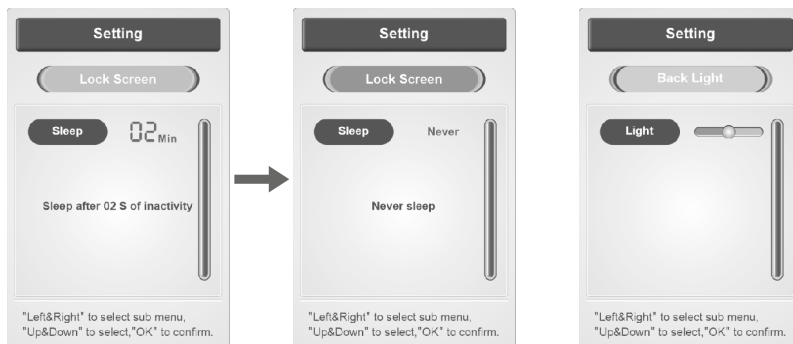 Setting
Lock Screen
Sleep 02 Min
Sleep after 02 S of inactivity
"Left&Right" to select sub menu,
"Up&Down" to select,"OK" to confirm.
Setting
Lock Screen
Sleep Never
Never sleep
"Left&Right" to select sub menu,
"Up&Down" to select,"OK" to confirm.
Setting
Back Light
Light
"Left&Right" to select sub menu,
"Up&Down" to select,"OK" to confirm.